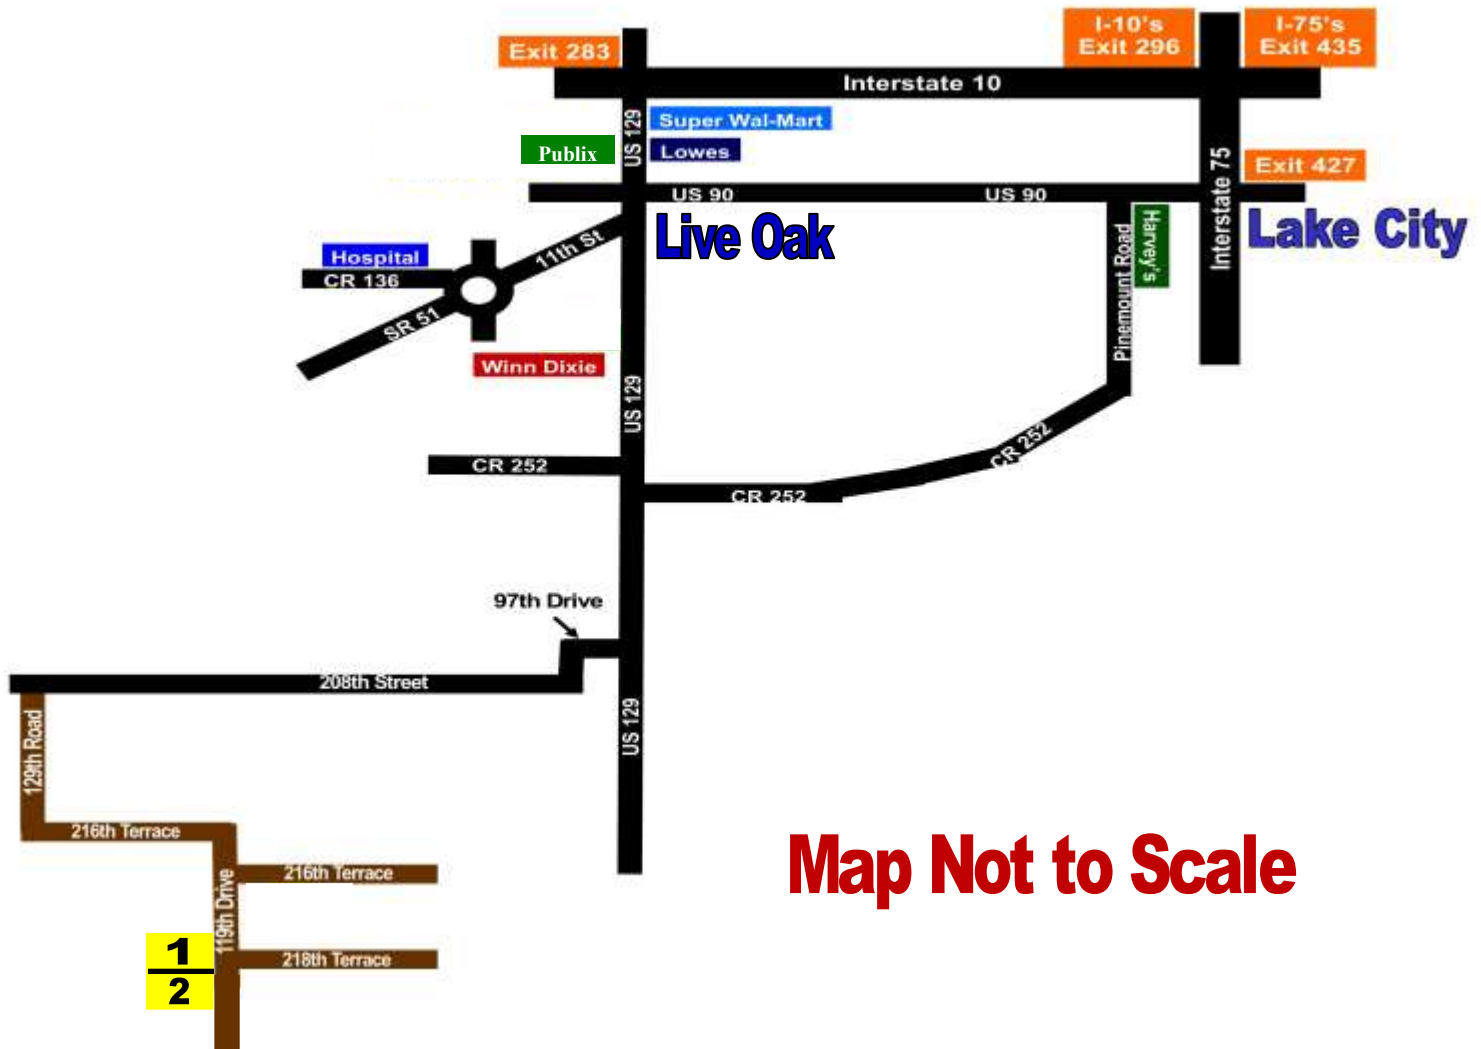 I-10's
Exit 296
I-75's
Exit 435
Exit 283
Interstate 10
US 129
Super Wal-Mart
Publix
Lowes
Exit 427
Interstate 75
US 90
US 90
Live Oak
Lake City
Harvey's
Pinemount Road
11th St
Hospital
CR 136
SR 51
Winn Dixie
US 129
CR 252
CR 252
CR 252
97th Drive
208th Street
US 129
129th Road
216th Terrace
Map Not to Scale
216th Terrace
119th Drive
218th Terrace
1
2